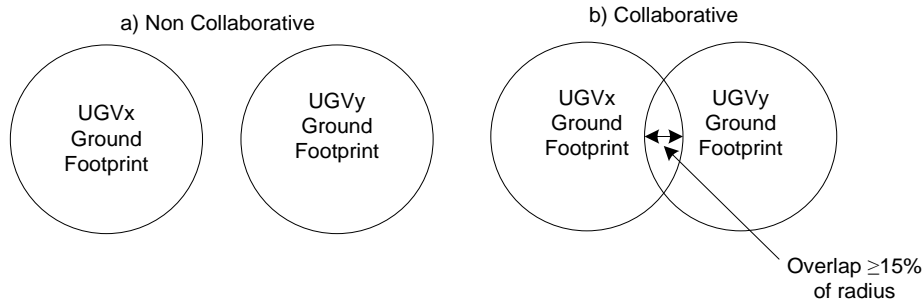 a) Non Collaborative
UGVx
Ground
Footprint
UGVy
Ground
Footprint
b) Collaborative
UGVx
Ground
Footprint
UGVy
Ground
Footprint
Overlap ≥15%
of radius